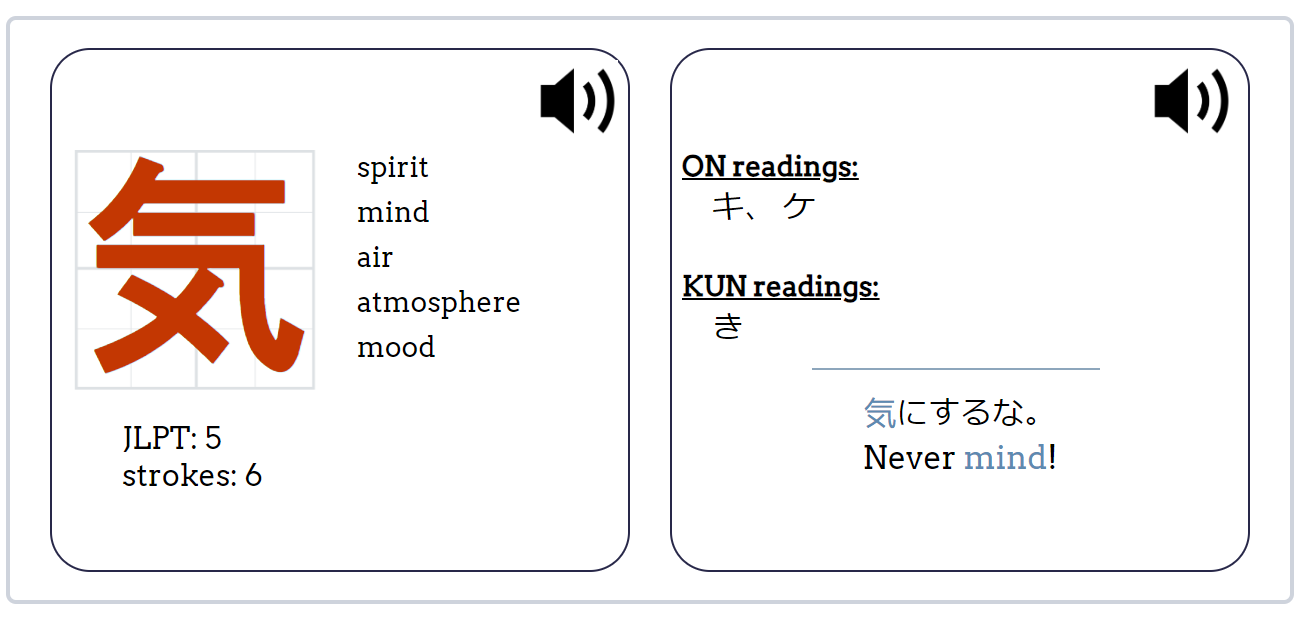 気
spirit
mind
air
atmosphere
mood
JLPT: 5
strokes: 6
ON readings:
キ、ケ
KUN readings:
き
気にするな。
Never mind!